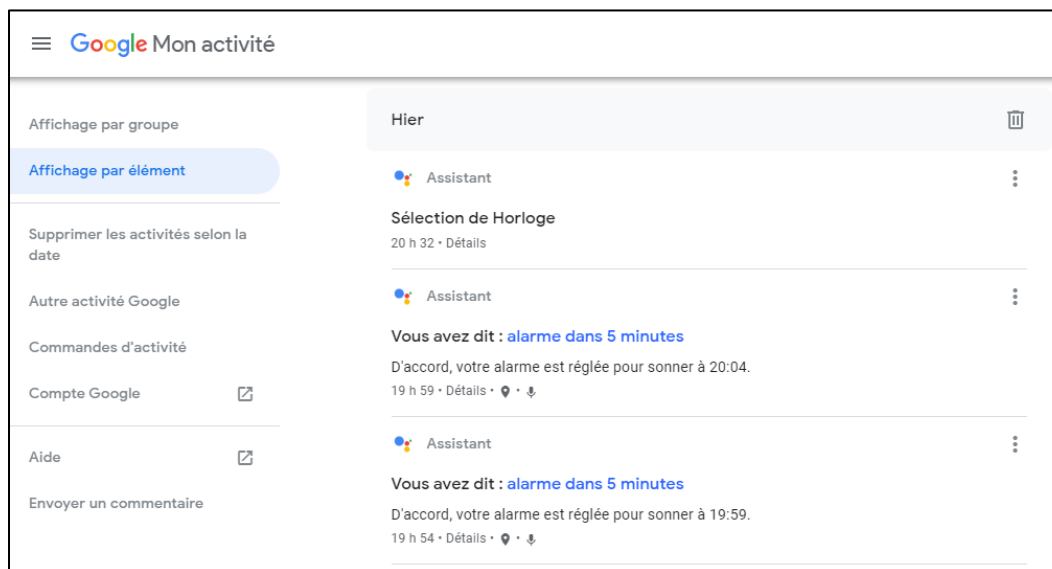 Google Mon activité
Affichage par groupe
Affichage par élément
Supprimer les activités selon la
date
Autre activité Google
Commandes d'activité
Compte Google
Aide
Envoyer un commentaire
Hier
Assistant
Sélection de Horloge
20 h 32 • Détails
Assistant
Vous avez dit : alarme dans 5 minutes
D'accord, votre alarme est réglée pour sonner à 20:04.
19 h 59 • Détails •  •
Assistant
Vous avez dit : alarme dans 5 minutes
D'accord, votre alarme est réglée pour sonner à 19:59.
19 h 54 • Détails •  •